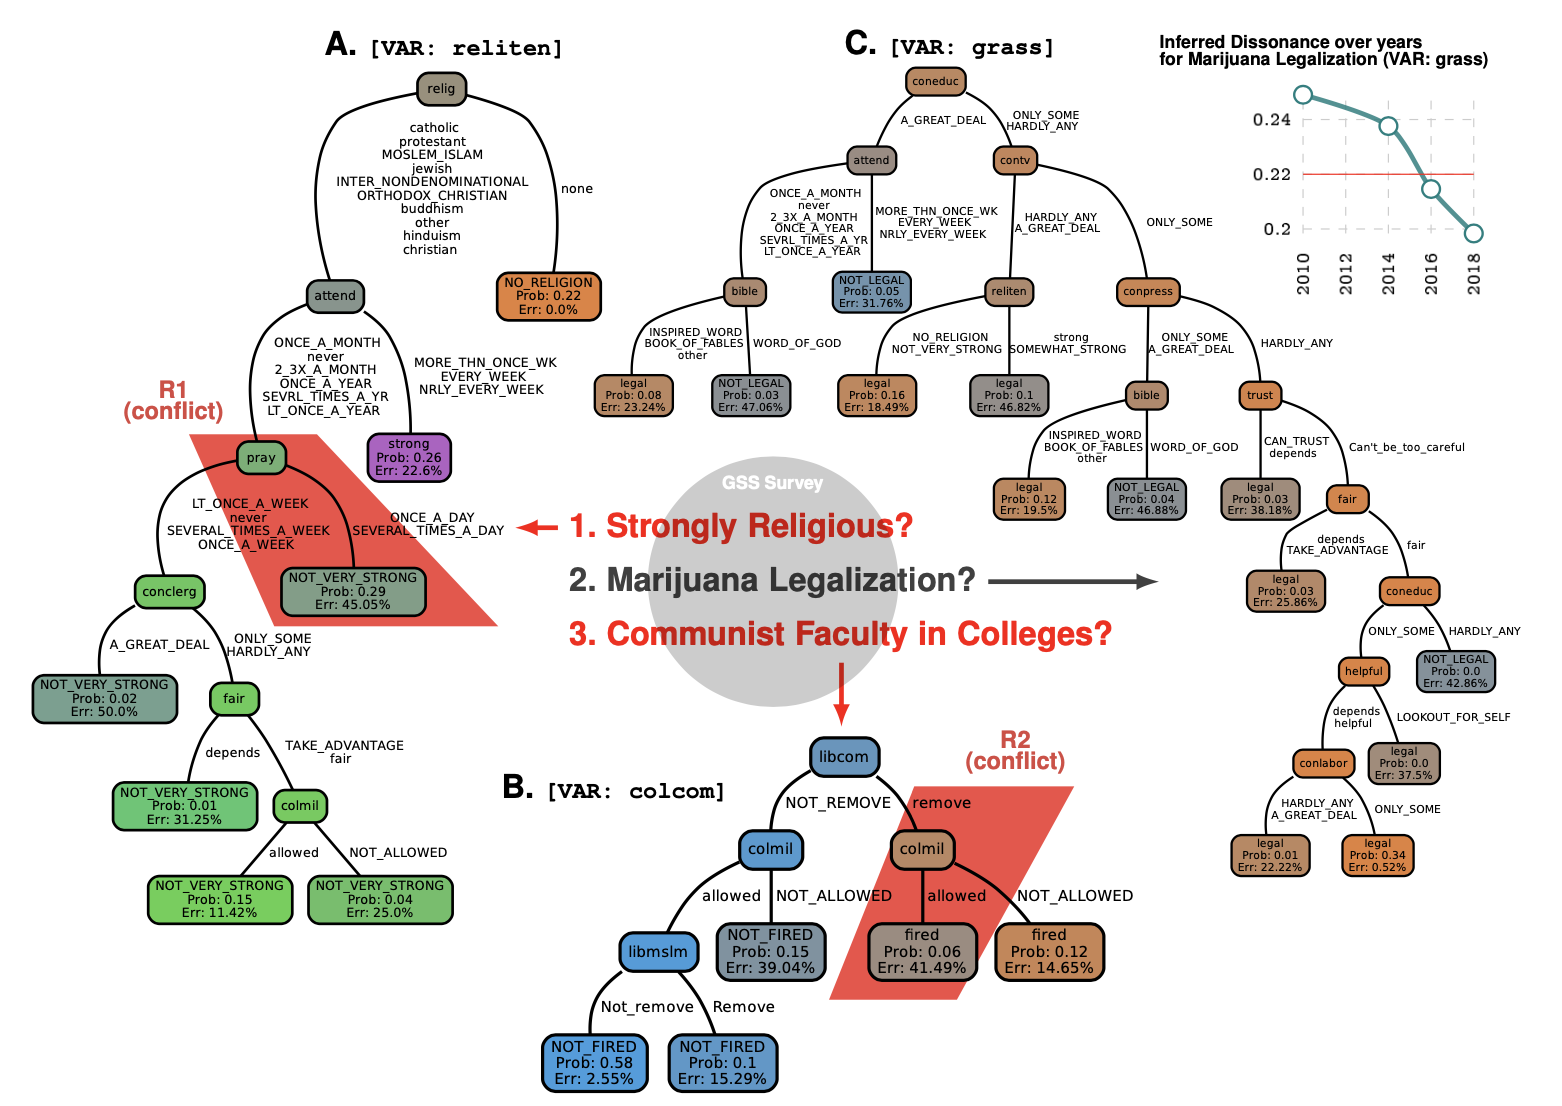 A. [VAR: reliten]
relig
catholic
protestant
MOSLEM_ISLAM
jewish
INTER_NONDENOMINATIONAL
ORTHODOX_CHRISTIAN
buddhism
other
hinduism
christian
none
NO_RELIGION
Prob: 0.22
Err: 0.0%
attend
ONCE_A_MONTH
never
2_3X_A_MONTH
ONCE_A_YEAR
SEVRL_TIMES_A_YR
LT_ONCE_A_YEAR
MORE_THN_ONCE_WK
EVERY_WEEK
NRLY_EVERY_WEEK
R1
(conflict)
strong
Prob: 0.26
Err: 22.6%
pray
LT_ONCE_A_WEEK
never
SEVERAL_TIMES_A_WEEK
ONCE_A_WEEK
ONCE_A_DAY
SEVERAL_TIMES_A_DAY
NOT_VERY_STRONG
Prob: 0.29
Err: 45.05%
conclerg
A_GREAT_DEAL
ONLY_SOME
HARDLY_ANY
NOT_VERY_STRONG
Prob: 0.02
Err: 50.0%
fair
depends
TAKE_ADVANTAGE
fair
NOT_VERY_STRONG
Prob: 0.01
Err: 31.25%
colmil
allowed
NOT_ALLOWED
NOT_VERY_STRONG
Prob: 0.15
Err: 11.42%
NOT_VERY_STRONG
Prob: 0.04
Err: 25.0%
GSS Survey
1. Strongly Religious?
2. Marijuana Legalization?
3. Communist Faculty in Colleges?
B. [VAR: colcom]
libcom
R2
(conflict)
NOT_REMOVE
remove
colmil
colmil
allowed
NOT_ALLOWED
allowed
NOT_ALLOWED
libmslm
NOT_FIRED
Prob: 0.15
Err: 39.04%
fired
Prob: 0.06
Err: 41.49%
fired
Prob: 0.12
Err: 14.65%
Not_remove
Remove
NOT_FIRED
Prob: 0.58
Err: 2.55%
NOT_FIRED
Prob: 0.1
Err: 15.29%
C. [VAR: grass]
coneduc
A_GREAT_DEAL
ONLY_SOME
HARDLY_ANY
attend
contv
ONCE_A_MONTH
never
2_3X_A_MONTH
ONCE_A_YEAR
SEVRL_TIMES_A_YR
LT_ONCE_A_YEAR
MORE_THN_ONCE_WK
EVERY_WEEK
NRLY_EVERY_WEEK
HARDLY_ANY
A_GREAT_DEAL
ONLY_SOME
bible
NOT_LEGAL
Prob: 0.05
Err: 31.76%
reliten
conpress
INSPIRED_WORD
BOOK_OF_FABLES
other
WORD_OF_GOD
NO_RELIGION
NOT_VERY_STRONG
strong
SOMEWHAT_STRONG
ONLY_SOME
A_GREAT_DEAL
HARDLY_ANY
legal
Prob: 0.08
Err: 23.24%
NOT_LEGAL
Prob: 0.03
Err: 47.06%
legal
Prob: 0.16
Err: 18.49%
legal
Prob: 0.1
Err: 46.82%
bible
trust
INSPIRED_WORD
BOOK_OF_FABLES
other
WORD_OF_GOD
CAN_TRUST
depends
Can't_be_too_careful
legal
Prob: 0.12
Err: 19.5%
NOT_LEGAL
Prob: 0.04
Err: 46.88%
legal
Prob: 0.03
Err: 38.18%
fair
depends
TAKE_ADVANTAGE
fair
legal
Prob: 0.03
Err: 25.86%
coneduc
ONLY_SOME
HARDLY_ANY
helpful
NOT_LEGAL
Prob: 0.0
Err: 42.86%
depends
helpful
LOOKOUT_FOR_SELF
conlabor
legal
Prob: 0.0
Err: 37.5%
HARDLY_ANY
A_GREAT_DEAL
ONLY_SOME
legal
Prob: 0.01
Err: 22.22%
legal
Prob: 0.34
Err: 0.52%
Inferred Dissonance over years
for Marijuana Legalization (VAR: grass)
0.24
0.22
0.2
2010
2012
2014
2016
2018